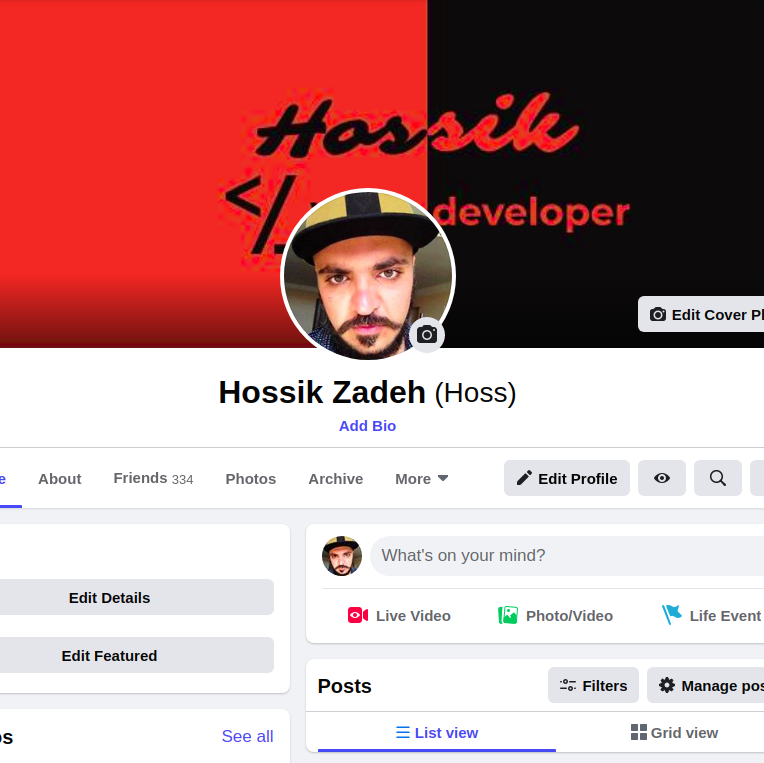 Hossik
</
developer
Edit Cover Pl
Hossik Zadeh (Hoss)
Add Bio
e About Friends 334 Photos Archive More Edit Profile
What's on your mind?
Live Video Photo/Video Life Event
Edit Details
Edit Featured
os See all
Posts Filters Manage pos
List view Grid view